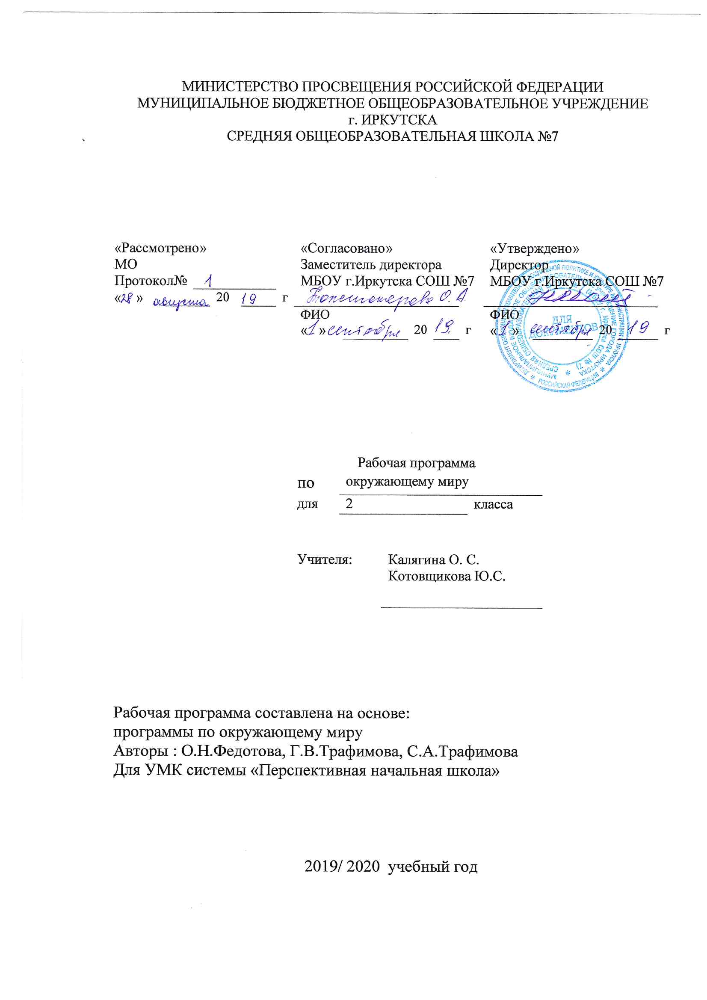 МИНИСТЕРСТВО ПРОСВЕЩЕНИЯ РОССИЙСКОЙ ФЕДЕРАЦИИ
МУНИЦИПАЛЬНОЕ БЮДЖЕТНОЕ ОБЩЕОБРАЗОВАТЕЛЬНОЕ УЧРЕЖДЕНИЕ
г. ИРКУТСКА
СРЕДНЯЯ ОБЩЕОБРАЗОВАТЕЛЬНАЯ ШКОЛА №7
«Рассмотрено»
МО
Протокол№ 1
«28» августа 20 19 г
«Согласовано»
Заместитель директора
МБОУ г.Иркутска СОШ №7
О. А.
ФИО
«1» сентября 20 19. г
«Утверждено»
Директор
МБОУ г.Иркутска СОШ №7
ФИО
«1» сентября 20 19 г
ДЛЯ
ДОКУМЕНТОВ
РОССИЙСКАЯ ФЕДЕРАЦИЯ
Рабочая программа
по окружающему миру
для 2 класса
Учителя: Калягина О. С.
Котовщикова Ю.С.
Рабочая программа составлена на основе:
программы по окружающему миру
Авторы : О.Н.Федотова, Г.В.Трафимова, С.А.Трафимова
Для УМК системы «Перспективная начальная школа»
2019/ 2020 учебный год